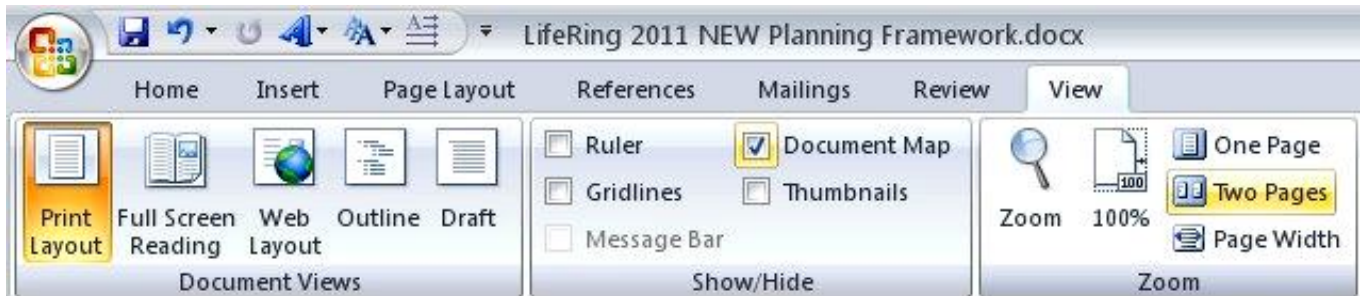 LifeRing 2011 NEW Planning Framework.docx
Home Insert Page Layout References Mailings Review View
Print Layout
Full Screen Reading
Web Layout
Outline
Draft
Document Views
Ruler
Gridlines
Message Bar
Document Map
Thumbnails
Show/Hide
Zoom
100
100%
One Page
Two Pages
Page Width
Zoom